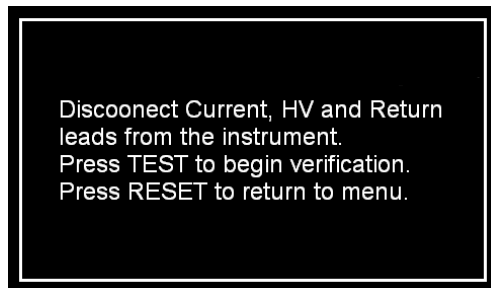 Discoonect Current, HV and Return
leads from the instrument.
Press TEST to begin verification.
Press RESET to return to menu.